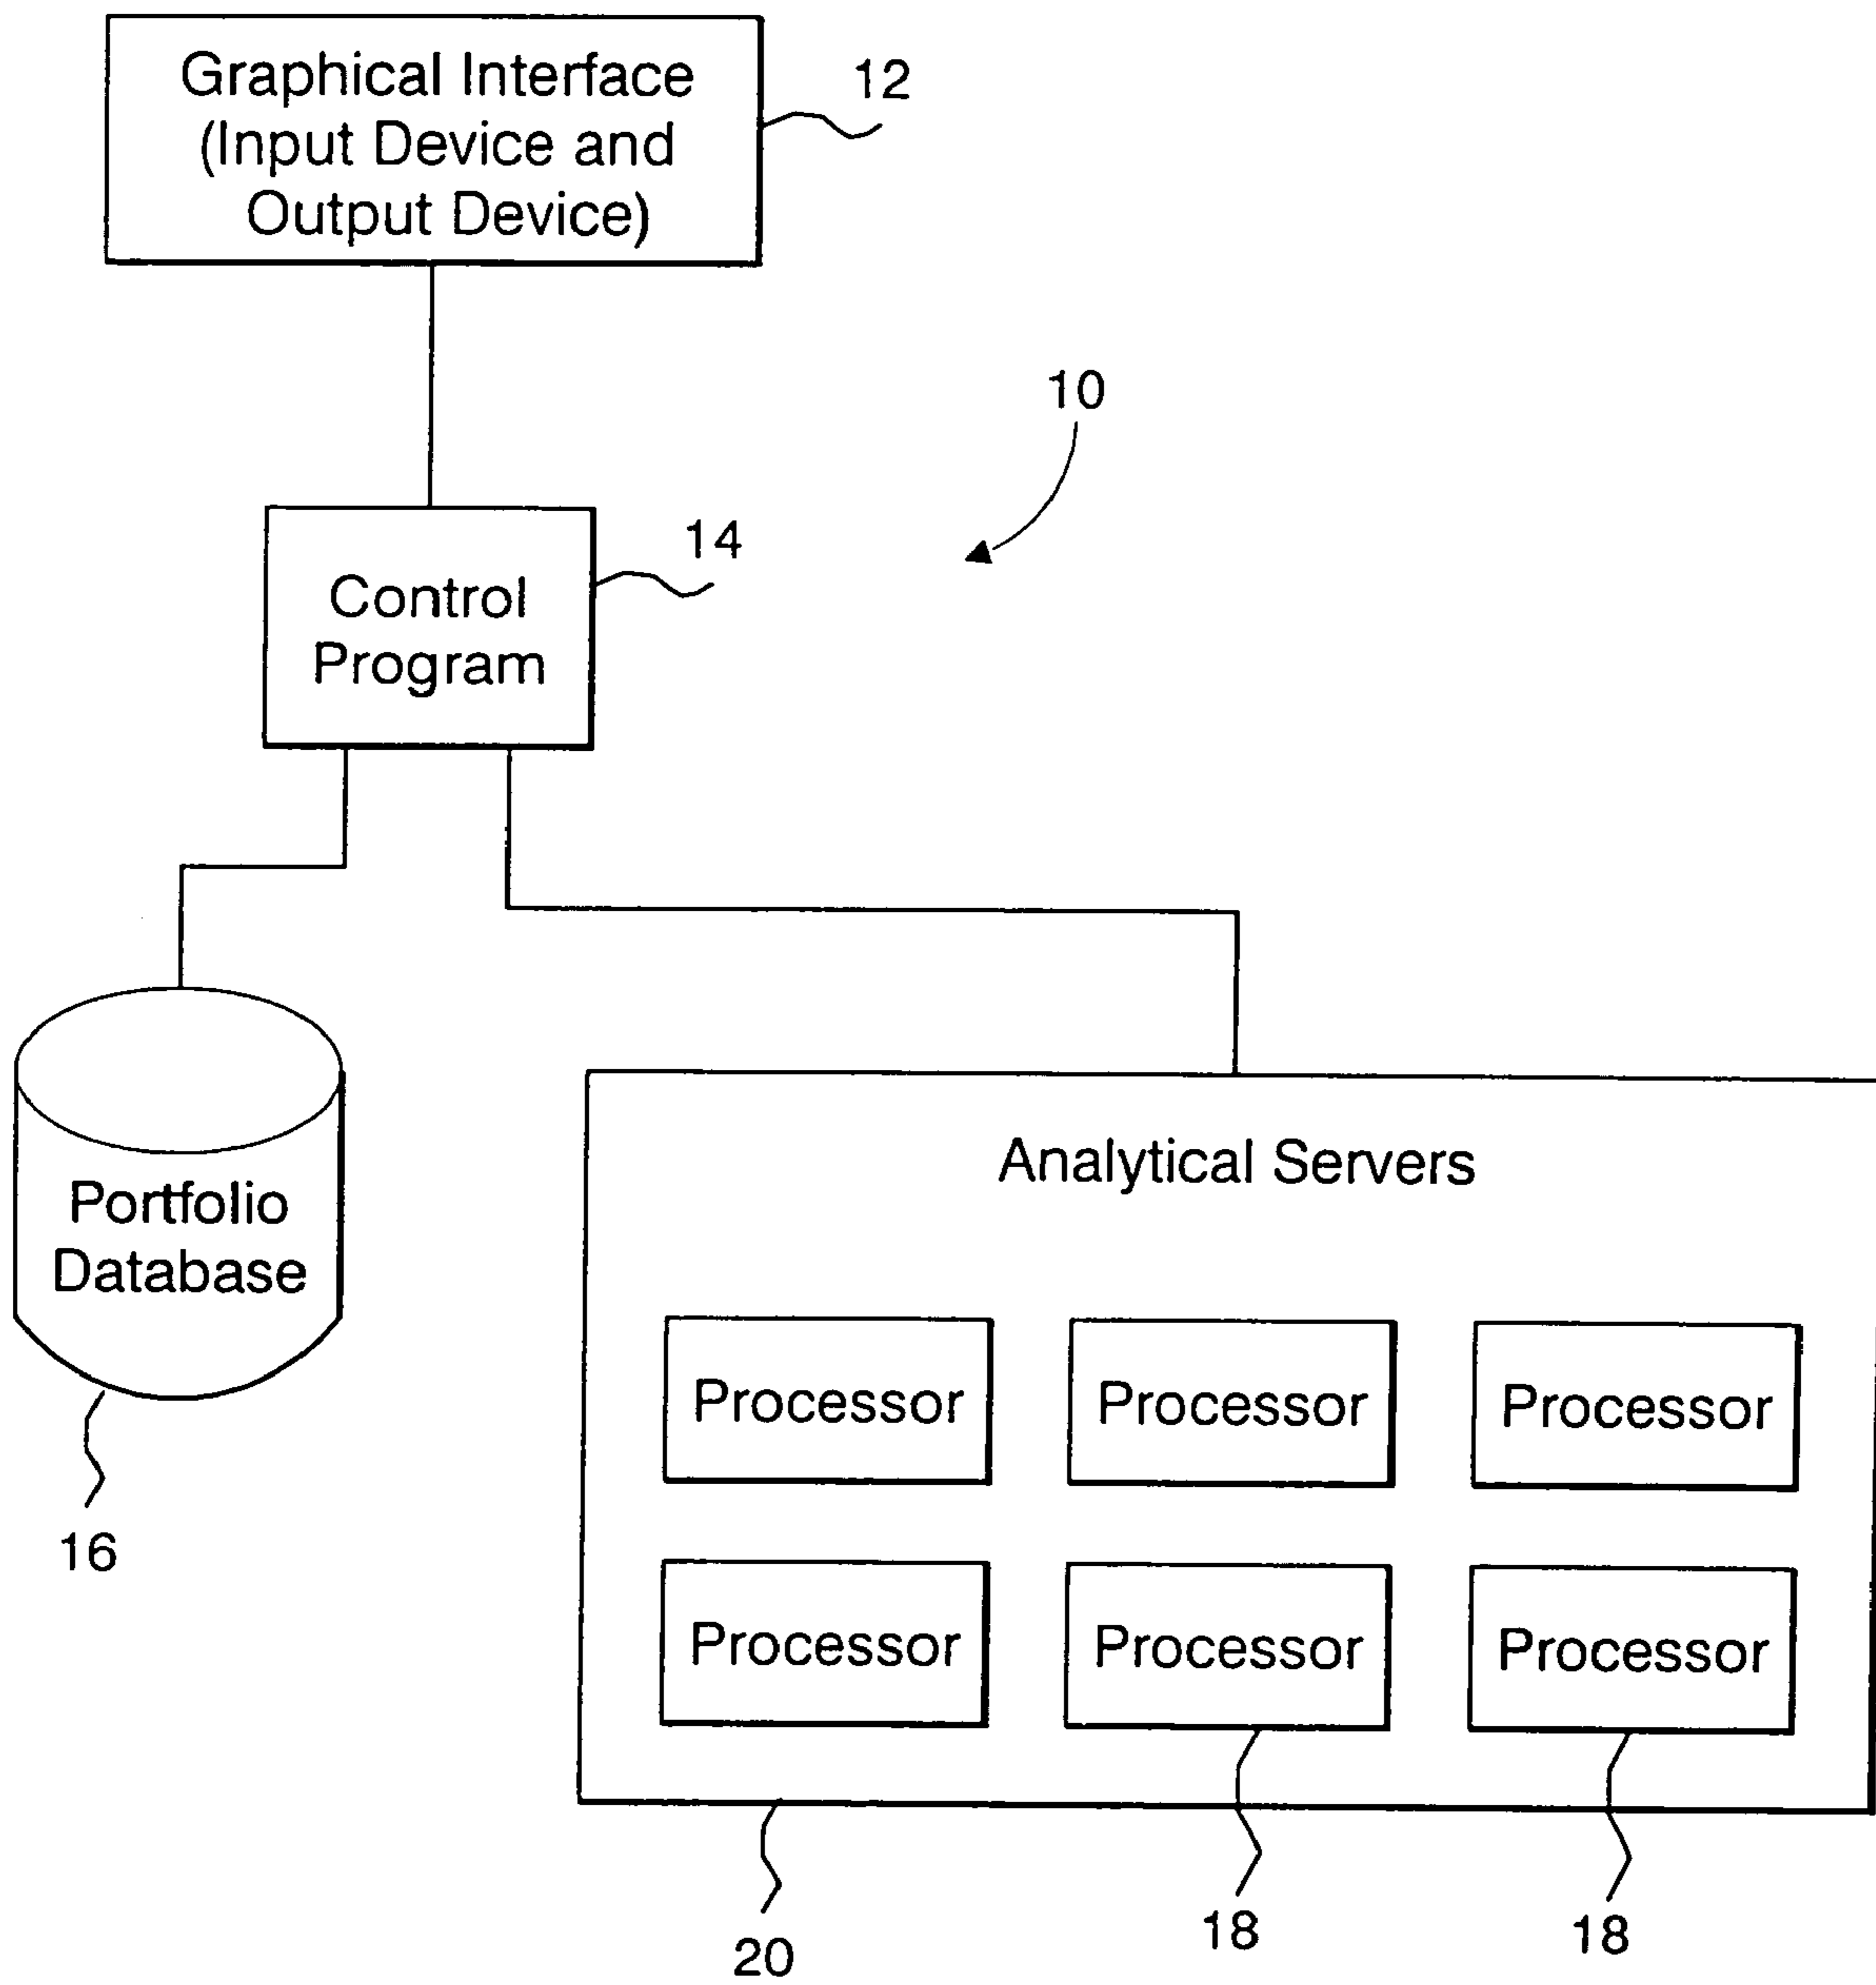 Graphical Interface
(Input Device and
Output Device)
12
10
14
Control
Program
Analytical Servers
Portfolio
Database
Processor Processor Processor
16
Processor Processor Processor
20
18
18